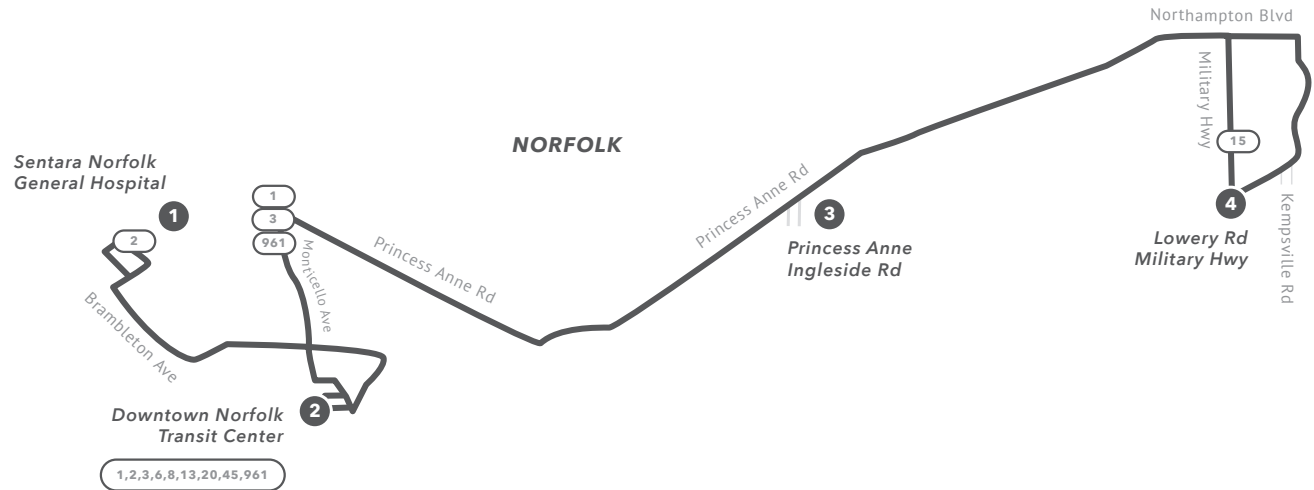 Northampton Blvd
Military Hwy
15
NORFOLK
Sentara Norfolk
General Hospital
1
1
3
961
2
Monticello Ave
Princess Anne Rd
Princess Anne Rd
3
Princess Anne
Ingleside Rd
4
Lowery Rd
Military Hwy
Kempsville Rd
Brambleton Ave
Downtown Norfolk
Transit Center
2
1,2,3,6,8,13,20,45,961